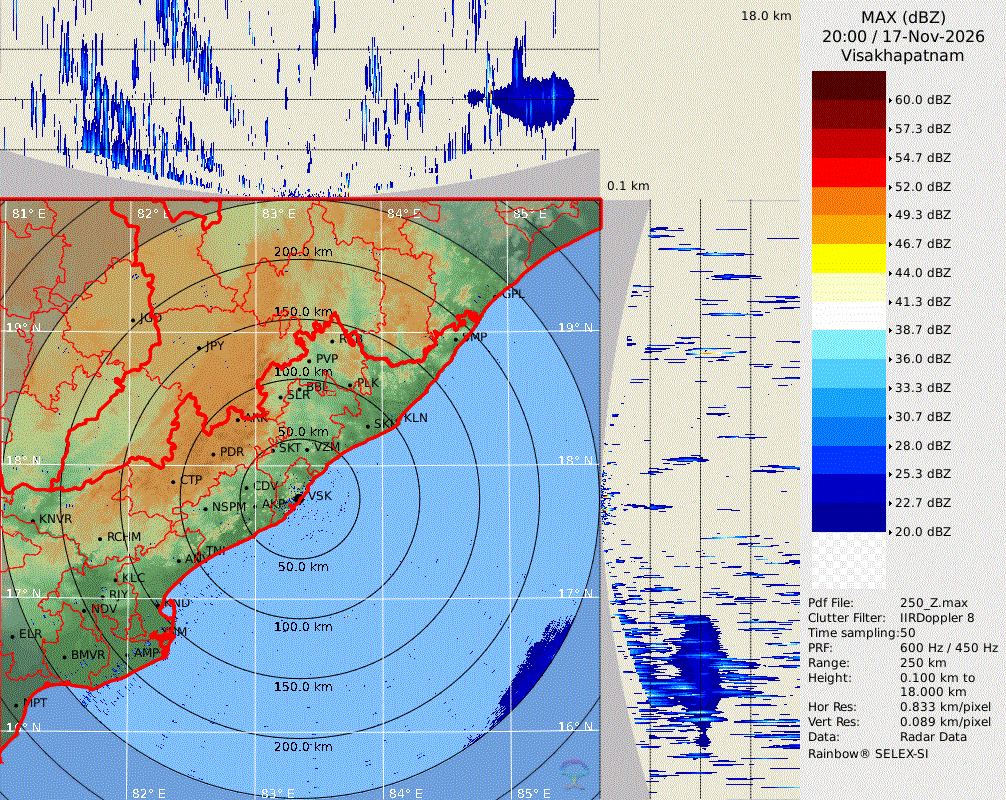 18.0 km
0.1 km
MAX (dBZ)
20:00 / 17-Nov-2026
Visakhapatnam
60.0 dBZ
57.3 dBZ
54.7 dBZ
52.0 dBZ
49.3 dBZ
46.7 dBZ
44.0 dBZ
41.3 dBZ
38.7 dBZ
36.0 dBZ
33.3 dBZ
30.7 dBZ
28.0 dBZ
25.3 dBZ
22.7 dBZ
20.0 dBZ
81° E
82° E
83° E
84° E
85° E
200.0 km
GPL
150.0 km
JGD
19° N
19° N
JPY
SMP
PVP
100.0 km
BBL
PLK
SLR
KLN
50.0 km
SKT
VZM
PDR
18° N
18° N
CTP
CDV
VSK
NSPM
AKP
KNVR
RCHM
TNI
50.0 km
KLC
17° N
17° N
RJY
NDV
KND
100.0 km
ELR
BMVR
AMP
150.0 km
MPT
16° N
16° N
200.0 km
82° E
83° E
84° E
85° E
Pdf File: 250_Z.max
Clutter Filter: IIRDoppler 8
Time sampling:50
PRF: 600 Hz / 450 Hz
Range: 250 km
Height: 0.100 km to
18.000 km
Hor Res: 0.833 km/pixel
Vert Res: 0.089 km/pixel
Data: Radar Data
Rainbow® SELEX-SI